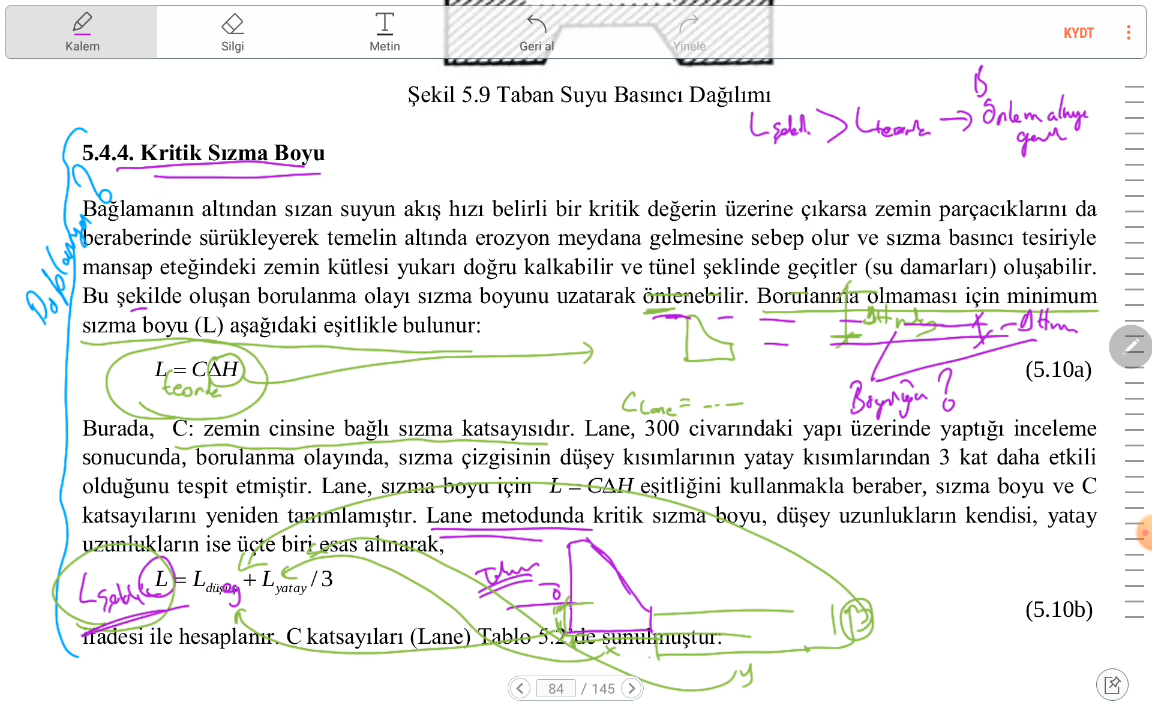 Kalem
Silgi
Metin
Geri al
Yinele
KYDT
Şekil 5.9 Taban Suyu Basıncı Dağılımı
5.4.4. Kritik Sızma Boyu
Bağlamanın altından sızan suyun akış hızı belirli bir kritik değerin üzerine çıkarsa zemin parçacıklarını da
beraberinde sürükleyerek temelin altında erozyon meydana gelmesine sebep olur ve sızma basıncı tesiriyle
mansap eteğindeki zemin kütlesi yukarı doğru kalkabilir ve tünel şeklinde geçitler (su damarları) oluşabilir.
Bu şekilde oluşan borulanma olayı sızma boyunu uzatarak önlenebilir. Borulanma olmaması için minimum
sızma boyu (L) aşağıdaki eşitlikle bulunur:
L = CΔH (5.10a)
C Lane = ----
Burada, C: zemin cinsine bağlı sızma katsayısıdır. Lane, 300 civarındaki yapı üzerinde yaptığı inceleme
sonucunda, borulanma olayında, sızma çizgisinin düşey kısımlarının yatay kısımlarından 3 kat daha etkili
olduğunu tespit etmiştir. Lane, sızma boyu için L = CΔH eşitliğini kullanmakla beraber, sızma boyu ve C
katsayılarını yeniden tanımlamıştır. Lane metodunda kritik sızma boyu, düşey uzunlukların kendisi, yatay
uzunlukların ise üçte biri esas alınarak,
L = Ldüşey + Lyatay /3 (5.10b)
ifadesi ile hesaplanır. C katsayıları (Lane) Tablo 5.2'de sunulmuştur:
x
y
84 / 145